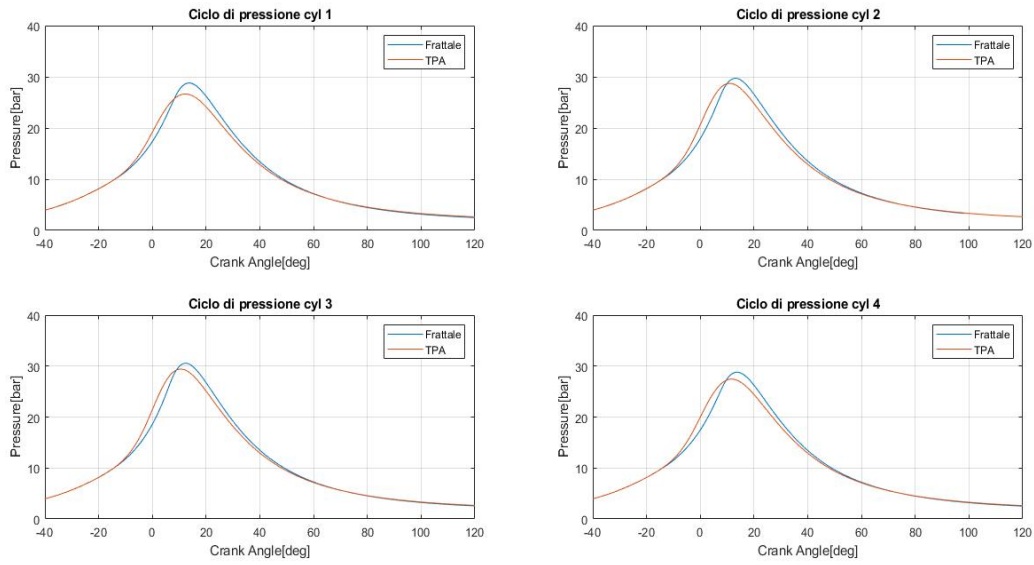 Ciclo di pressione cyl 1
40
30
20
10
0
Pressure[bar]
-40 -20 0 20 40 60 80 100 120
Crank Angle[deg]
Frattale
TPA
Ciclo di pressione cyl 2
40
30
20
10
0
Pressure[bar]
-40 -20 0 20 40 60 80 100 120
Crank Angle[deg]
Frattale
TPA
Ciclo di pressione cyl 3
40
30
20
10
0
Pressure[bar]
-40 -20 0 20 40 60 80 100 120
Crank Angle[deg]
Frattale
TPA
Ciclo di pressione cyl 4
40
30
20
10
0
Pressure[bar]
-40 -20 0 20 40 60 80 100 120
Crank Angle[deg]
Frattale
TPA